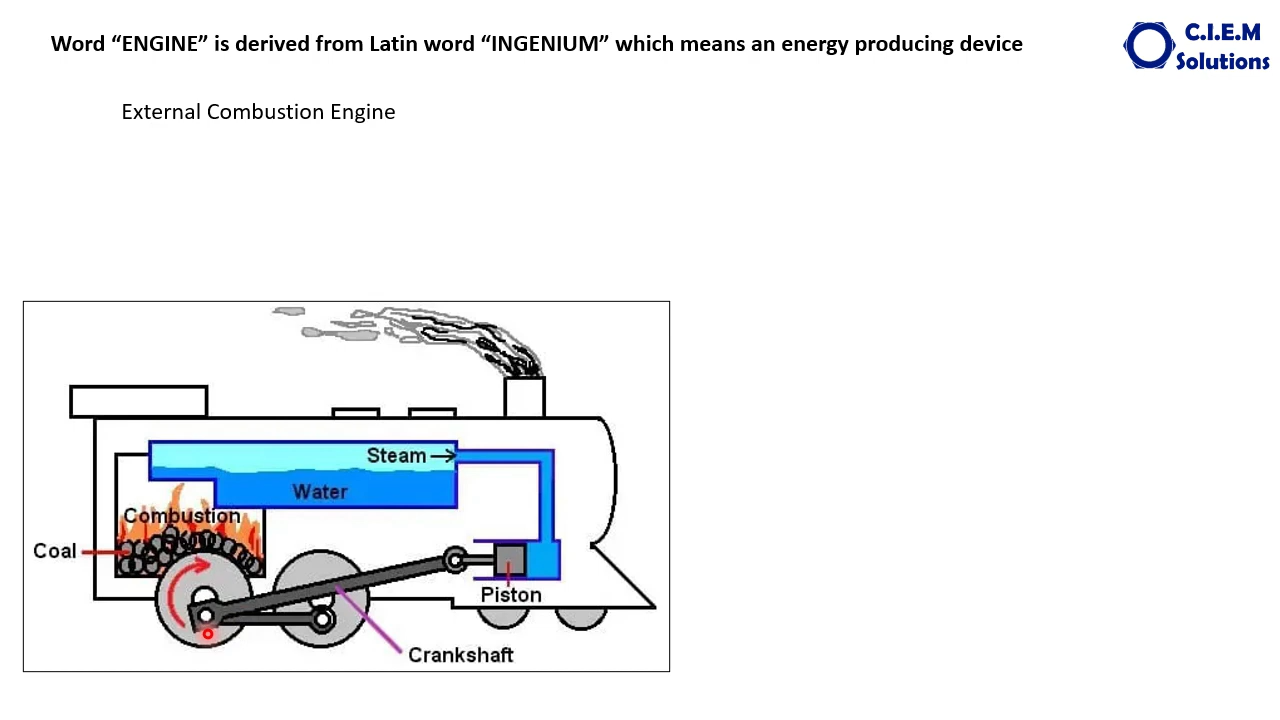 Word “ENGINE” is derived from Latin word “INGENIUM” which means an energy producing device
C.I.E.M
Solutions
External Combustion Engine
Steam
Water
Combustion
Coal
Piston
Crankshaft